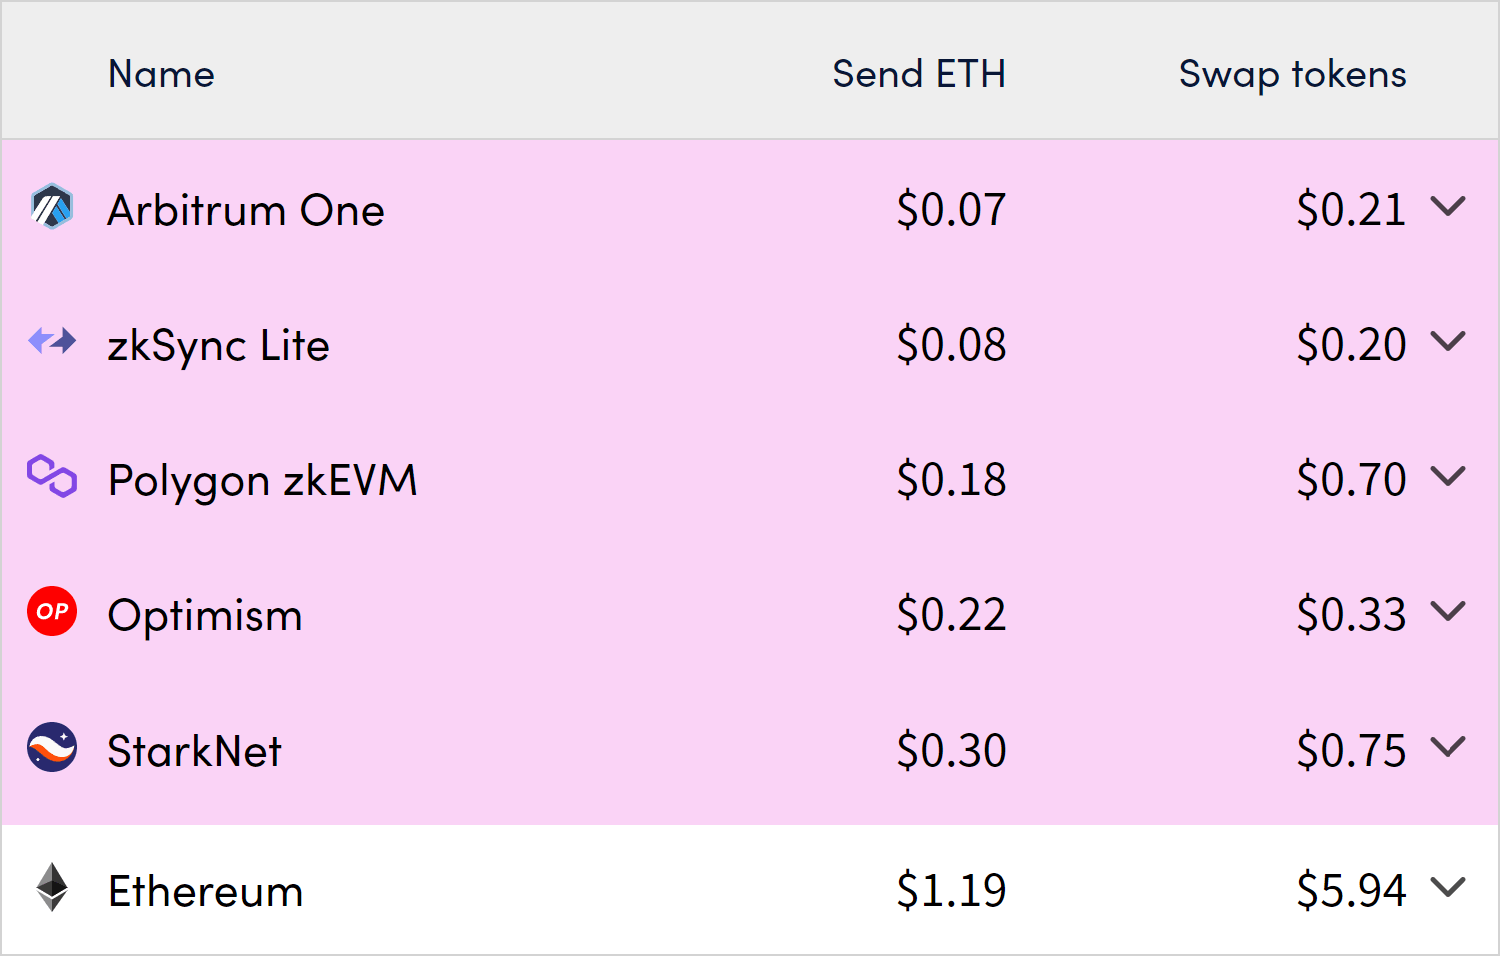 Name Send ETH Swap tokens
Arbitrum One $0.07 $0.21
zkSync Lite $0.08 $0.20
Polygon zkEVM $0.18 $0.70
OP Optimism $0.22 $0.33
StarkNet $0.30 $0.75
Ethereum $1.19 $5.94